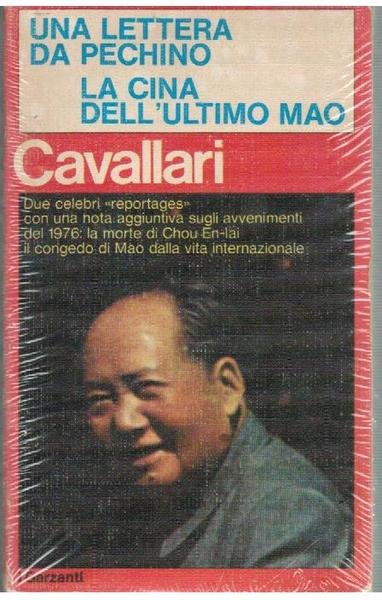 UNA LETTERA
DA PECHINO
LA CINA
DELL'ULTIMO MAO
Cavallari
Due celebri «reportages»
con una nota aggiuntiva sugli avvenimenti
del 1976: la morte di Chou En-lai
il congedo di Mao dalla vita internazionale
Garzanti